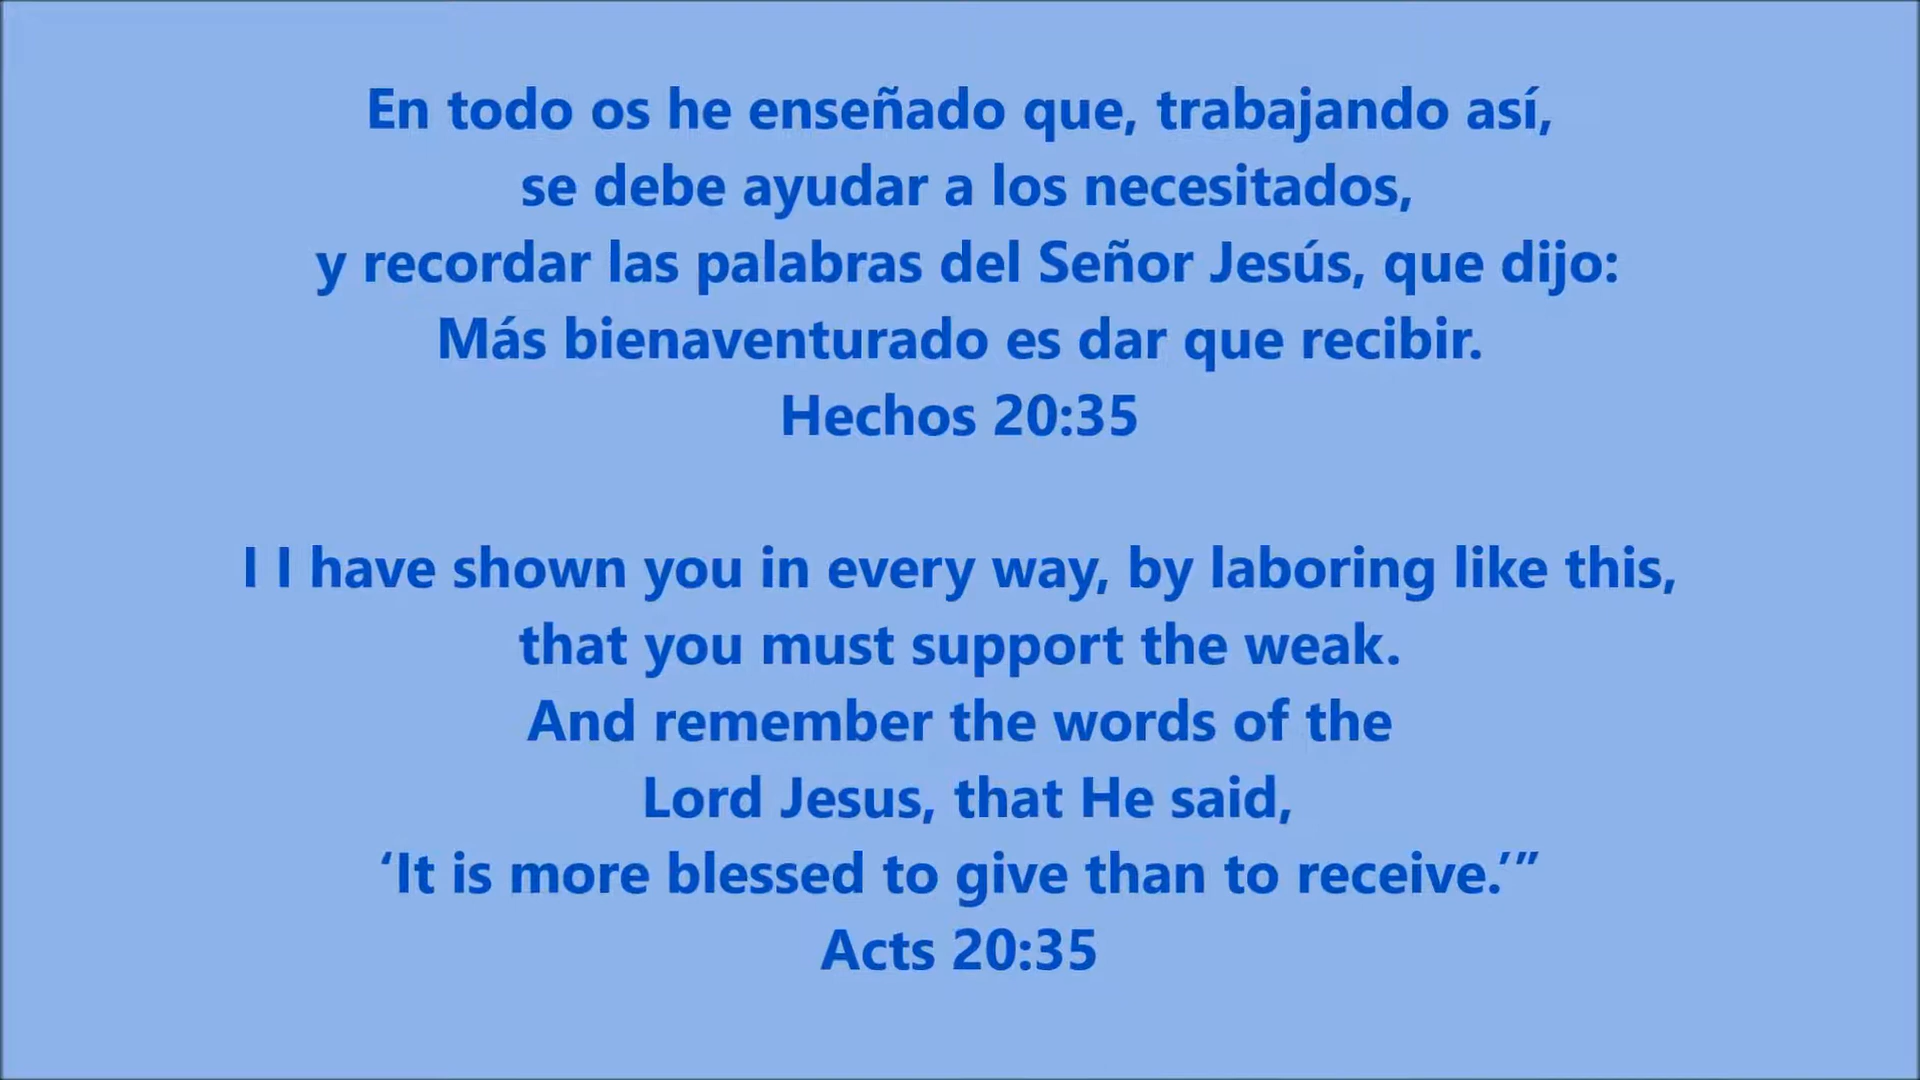 En todo os he enseñado que, trabajando así,
se debe ayudar a los necesitados,
y recordar las palabras del Señor Jesús, que dijo:
Más bienaventurado es dar que recibir.
Hechos 20:35
I I have shown you in every way, by laboring like this,
that you must support the weak.
And remember the words of the
Lord Jesus, that He said,
‘It is more blessed to give than to receive.’”
Acts 20:35